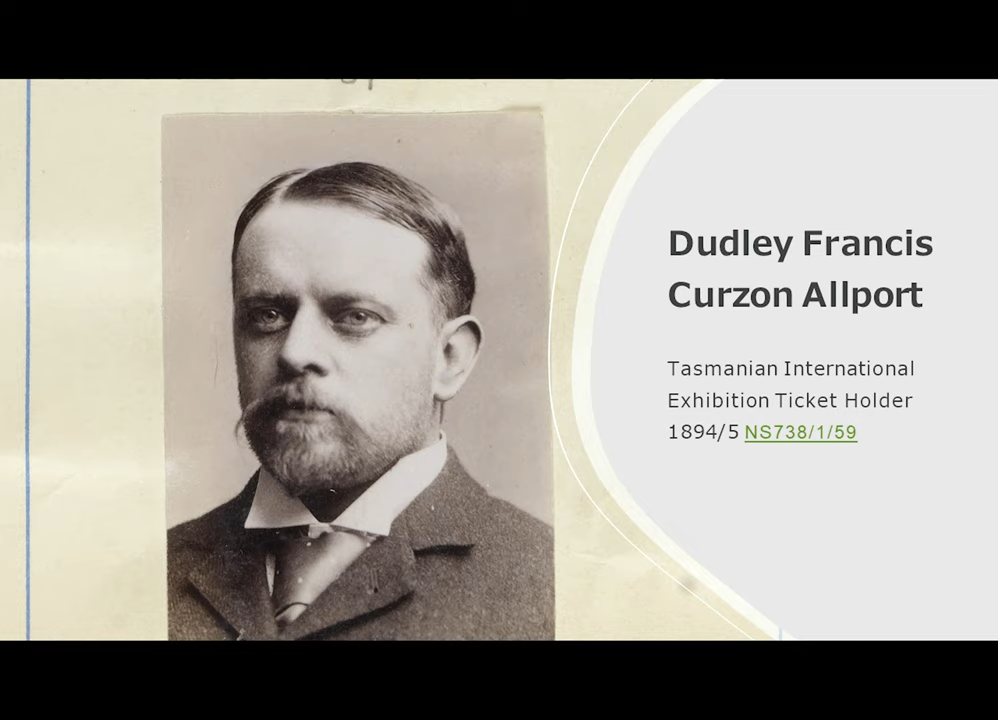 Dudley Francis
Curzon Allport
Tasmanian International
Exhibition Ticket Holder
1894/5 NS738/1/59